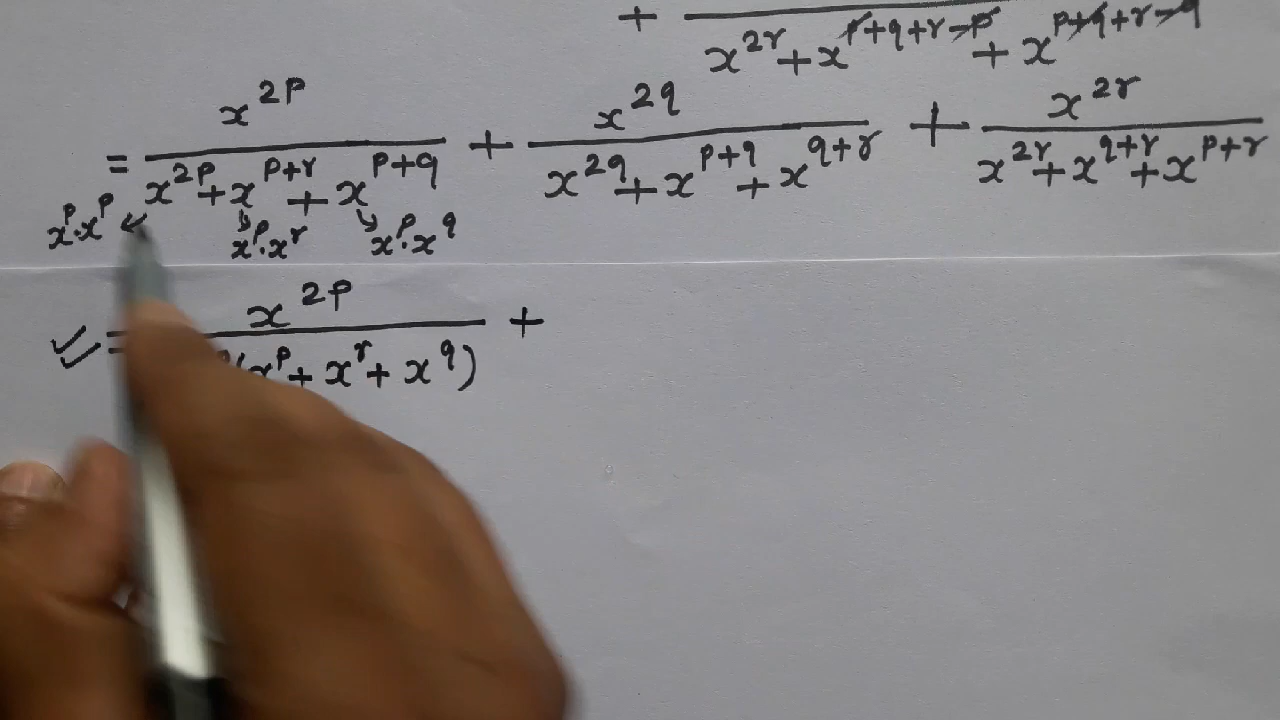 + x^{2r} + x^{p+q+r-p} + x^{p+q+r-q}
= x^{2p} / (x^{2p} + x^{p+r} + x^{p+q}) + x^{2q} / (x^{2q} + x^{p+q} + x^{q+r}) + x^{2r} / (x^{2r} + x^{q+r} + x^{p+r})
x^p.x^p x^p.x^r x^p.x^q
= x^{2p} / (x^p + x^r + x^q) +